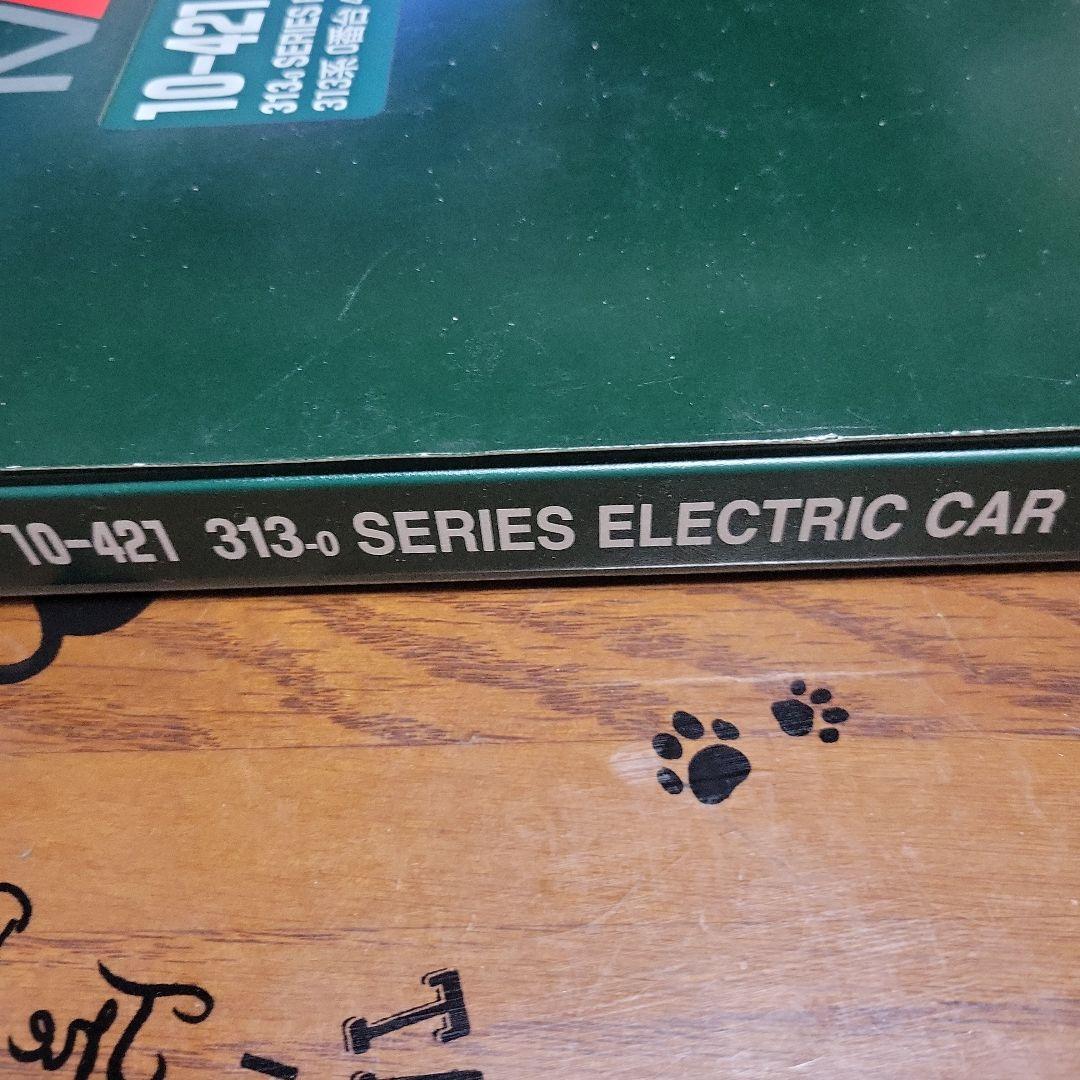 10-421
313-0 SERIES
313系 0番台
10-421 313-0 SERIES ELECTRIC CAR
The